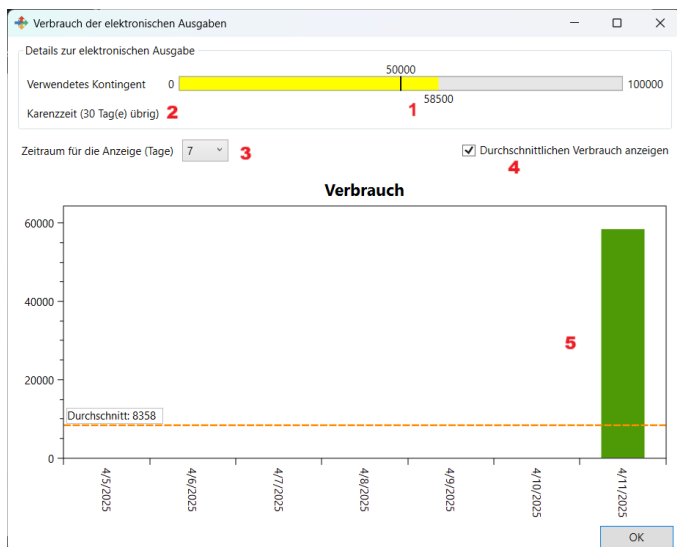 Verbrauch der elektronischen Ausgaben
Details zur elektronischen Ausgabe
50000
Verwendetes Kontingent 0 100000
58500
1
Karenzzeit (30 Tag(e) übrig) 2
Zeitraum für die Anzeige (Tage) 7 3
Durchschnittlichen Verbrauch anzeigen
4
Verbrauch
60000
40000
5
20000
Durchschnitt: 8358
0
4/5/2025 4/6/2025 4/7/2025 4/8/2025 4/9/2025 4/10/2025 4/11/2025
OK